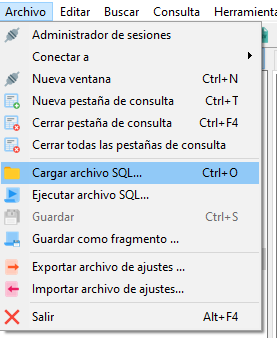 Archivo Editar Buscar Consulta Herramienta
Administrador de sesiones
Conectar a
Nueva ventana Ctrl+N
Nueva pestaña de consulta Ctrl+T
Cerrar pestaña de consulta Ctrl+F4
Cerrar todas las pestañas de consulta
Cargar archivo SQL... Ctrl+O
Ejecutar archivo SQL...
Guardar Ctrl+S
Guardar como fragmento ...
Exportar archivo de ajustes ...
Importar archivo de ajustes...
Salir Alt+F4